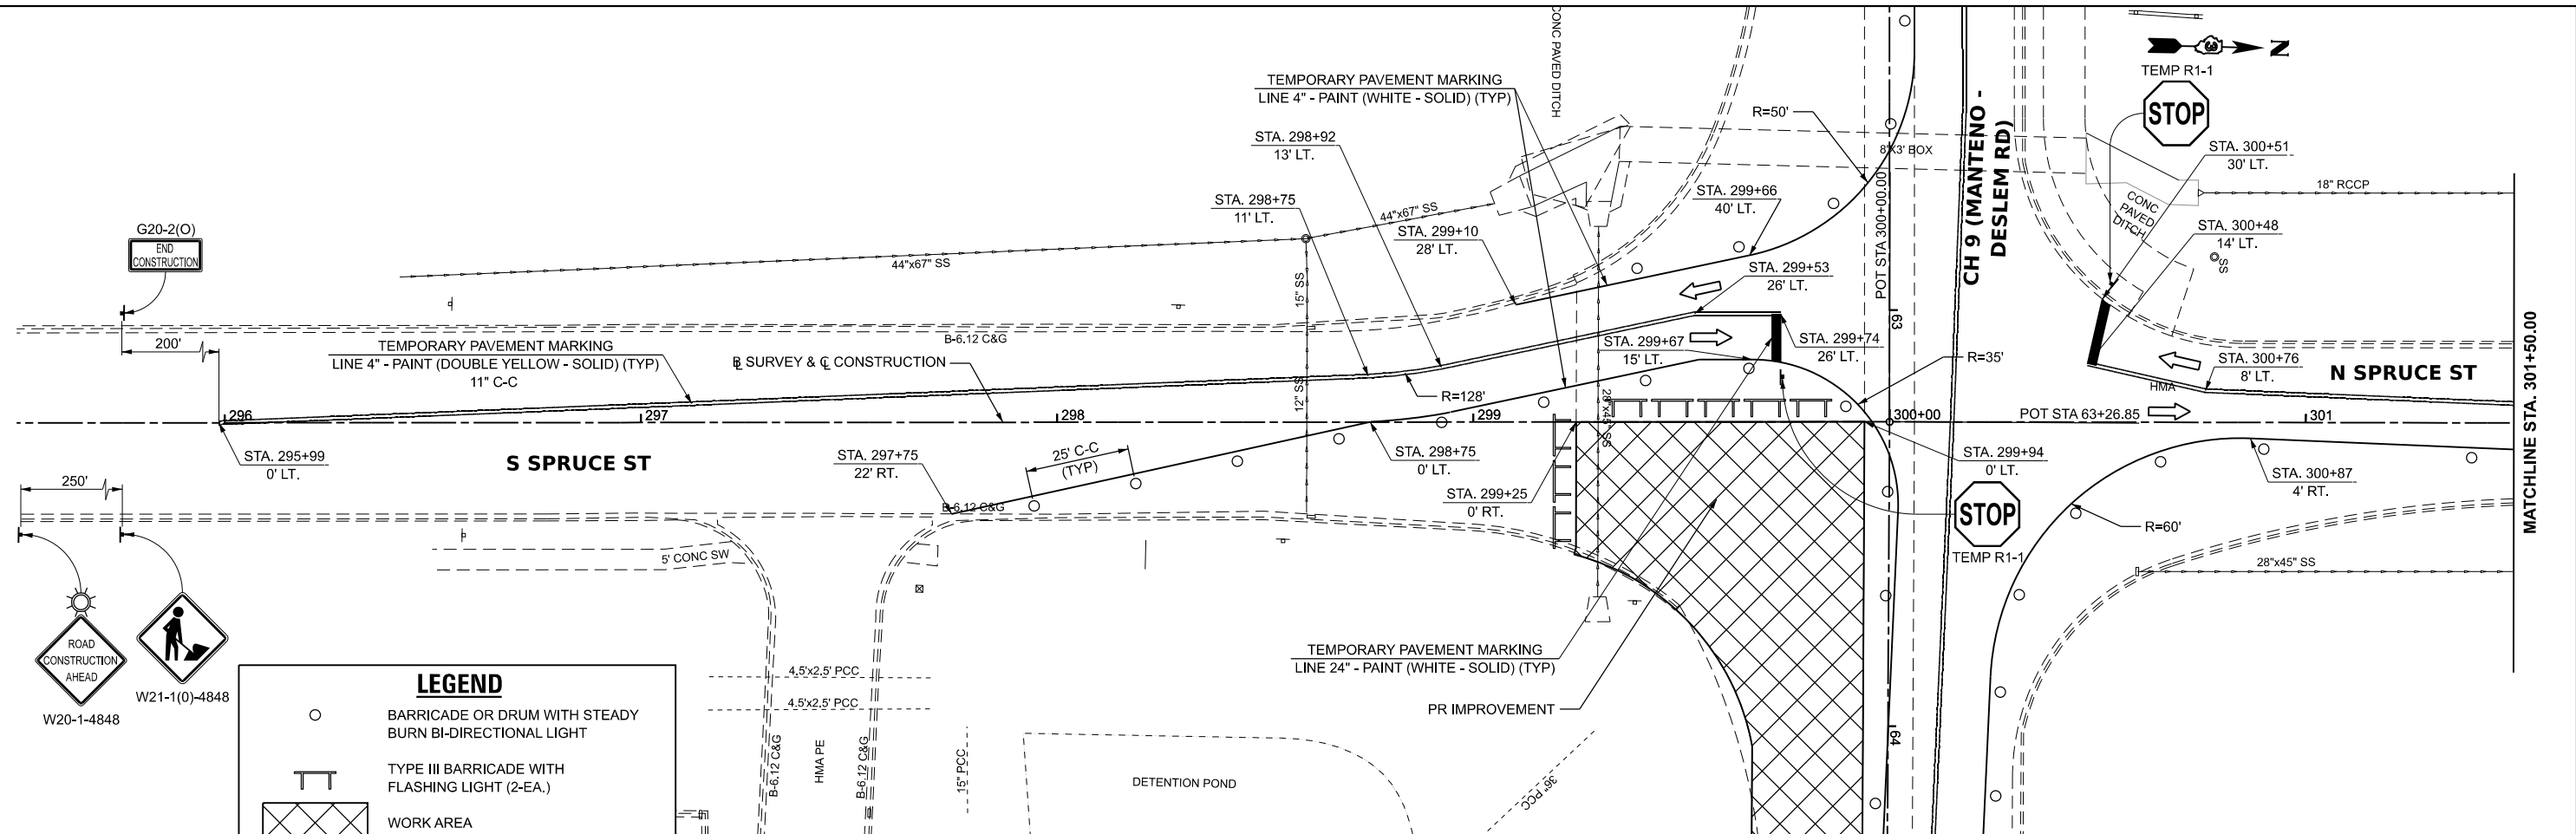 CONC PAVED DITCH
TEMPORARY PAVEMENT MARKING
LINE 4" - PAINT (WHITE - SOLID) (TYP)
STA. 298+92
13' LT.
STA. 298+75
11' LT.
44"x67" SS
STA. 299+10
28' LT.
R=50'
8'X3' BOX
STA. 299+66
40' LT.
POT STA 300+00.00
CH 9 (MANTENO -
DESLEM RD)
N
TEMP R1-1
STOP
STA. 300+51
30' LT.
18" RCCP
CONC
PAVED
DITCH
STA. 300+48
14' LT.
SS
G20-2(O)
END
CONSTRUCTION
44"x67" SS
15" SS
STA. 299+53
26' LT.
63
200'
B-6.12 C&G
TEMPORARY PAVEMENT MARKING
LINE 4" - PAINT (DOUBLE YELLOW - SOLID) (TYP)
11" C-C
B SURVEY & C CONSTRUCTION
R=128'
12" SS
STA. 299+67
15' LT.
STA. 299+74
26' LT.
R=35'
STA. 300+76
8' LT.
N SPRUCE ST
HMA
28"x45" SS
296
297
298
299
300+00
POT STA 63+26.85
301
MATCHLINE STA. 301+50.00
STA. 295+99
0' LT.
S SPRUCE ST
STA. 297+75
22' RT.
25' C-C
(TYP)
STA. 298+75
0' LT.
STA. 299+25
0' RT.
STA. 299+94
0' LT.
STA. 300+87
4' RT.
250'
B-6.12 C&G
STOP
TEMP R1-1
R=60'
5' CONC SW
28"x45" SS
ROAD
CONSTRUCTION
AHEAD
W20-1-4848
W21-1(0)-4848
TEMPORARY PAVEMENT MARKING
LINE 24" - PAINT (WHITE - SOLID) (TYP)
PR IMPROVEMENT
4.5'x2.5' PCC
4.5'x2.5' PCC
64
LEGEND
BARRICADE OR DRUM WITH STEADY
BURN BI-DIRECTIONAL LIGHT
TYPE III BARRICADE WITH
FLASHING LIGHT (2-EA.)
WORK AREA
B-6.12 C&G
HMA PE
B-6.12 C&G
15" PCC
DETENTION POND
36" PCC